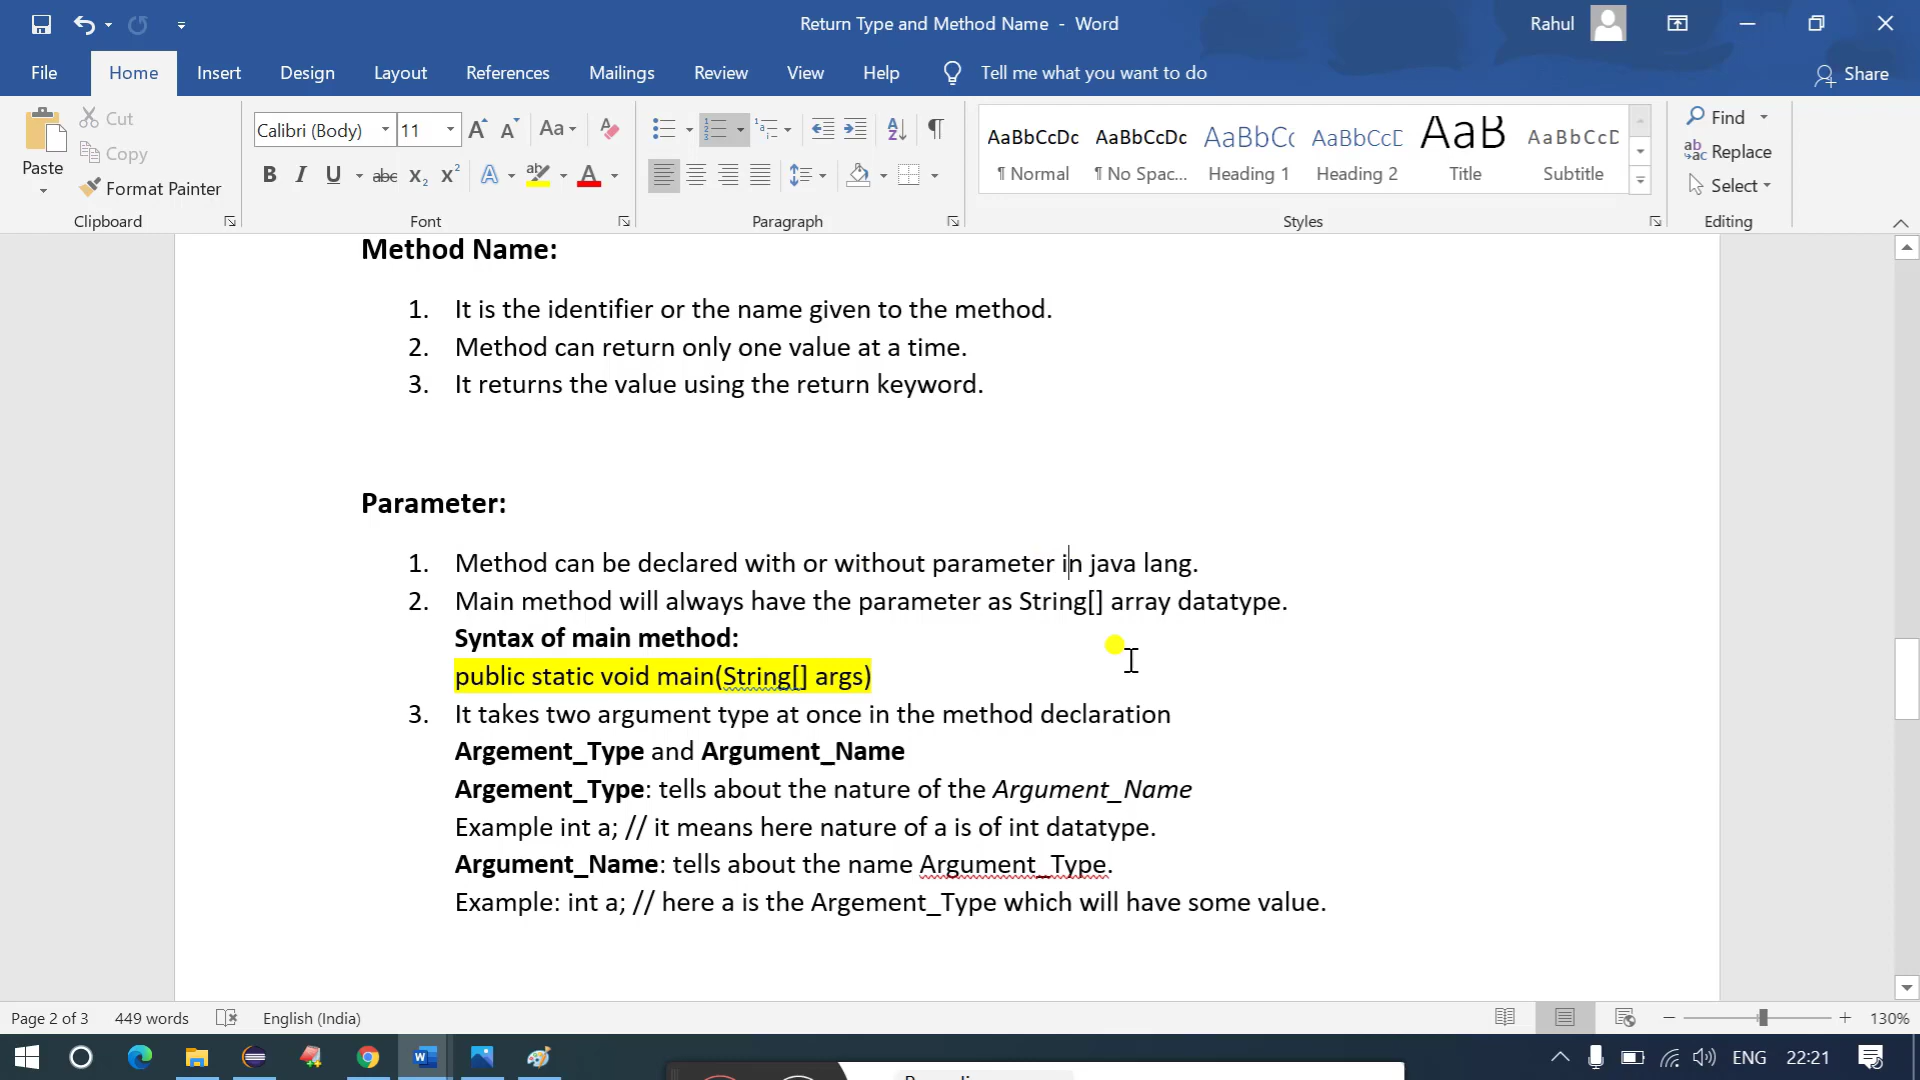 Return Type and Method Name - Word
Rahul
File
Home
Insert
Design
Layout
References
Mailings
Review
View
Help
Tell me what you want to do
Share
Paste
Cut
Copy
Format Painter
Clipboard
Calibri (Body)
11
Font
Paragraph
AaBbCcDc
¶ Normal
AaBbCcDc
¶ No Spac...
AaBbCc
Heading 1
AaBbCcD
Heading 2
AaB
Title
AaBbCcD
Subtitle
Styles
Find
Replace
Select
Editing
Method Name:
1. It is the identifier or the name given to the method.
2. Method can return only one value at a time.
3. It returns the value using the return keyword.
Parameter:
1. Method can be declared with or without parameter in java lang.
2. Main method will always have the parameter as String[] array datatype.
Syntax of main method:
public static void main(String[] args)
3. It takes two argument type at once in the method declaration
Argement_Type and Argument_Name
Argement_Type: tells about the nature of the Argument_Name
Example int a; // it means here nature of a is of int datatype.
Argument_Name: tells about the name Argument_Type.
Example: int a; // here a is the Argement_Type which will have some value.
Page 2 of 3
449 words
English (India)
130%
ENG
22:21